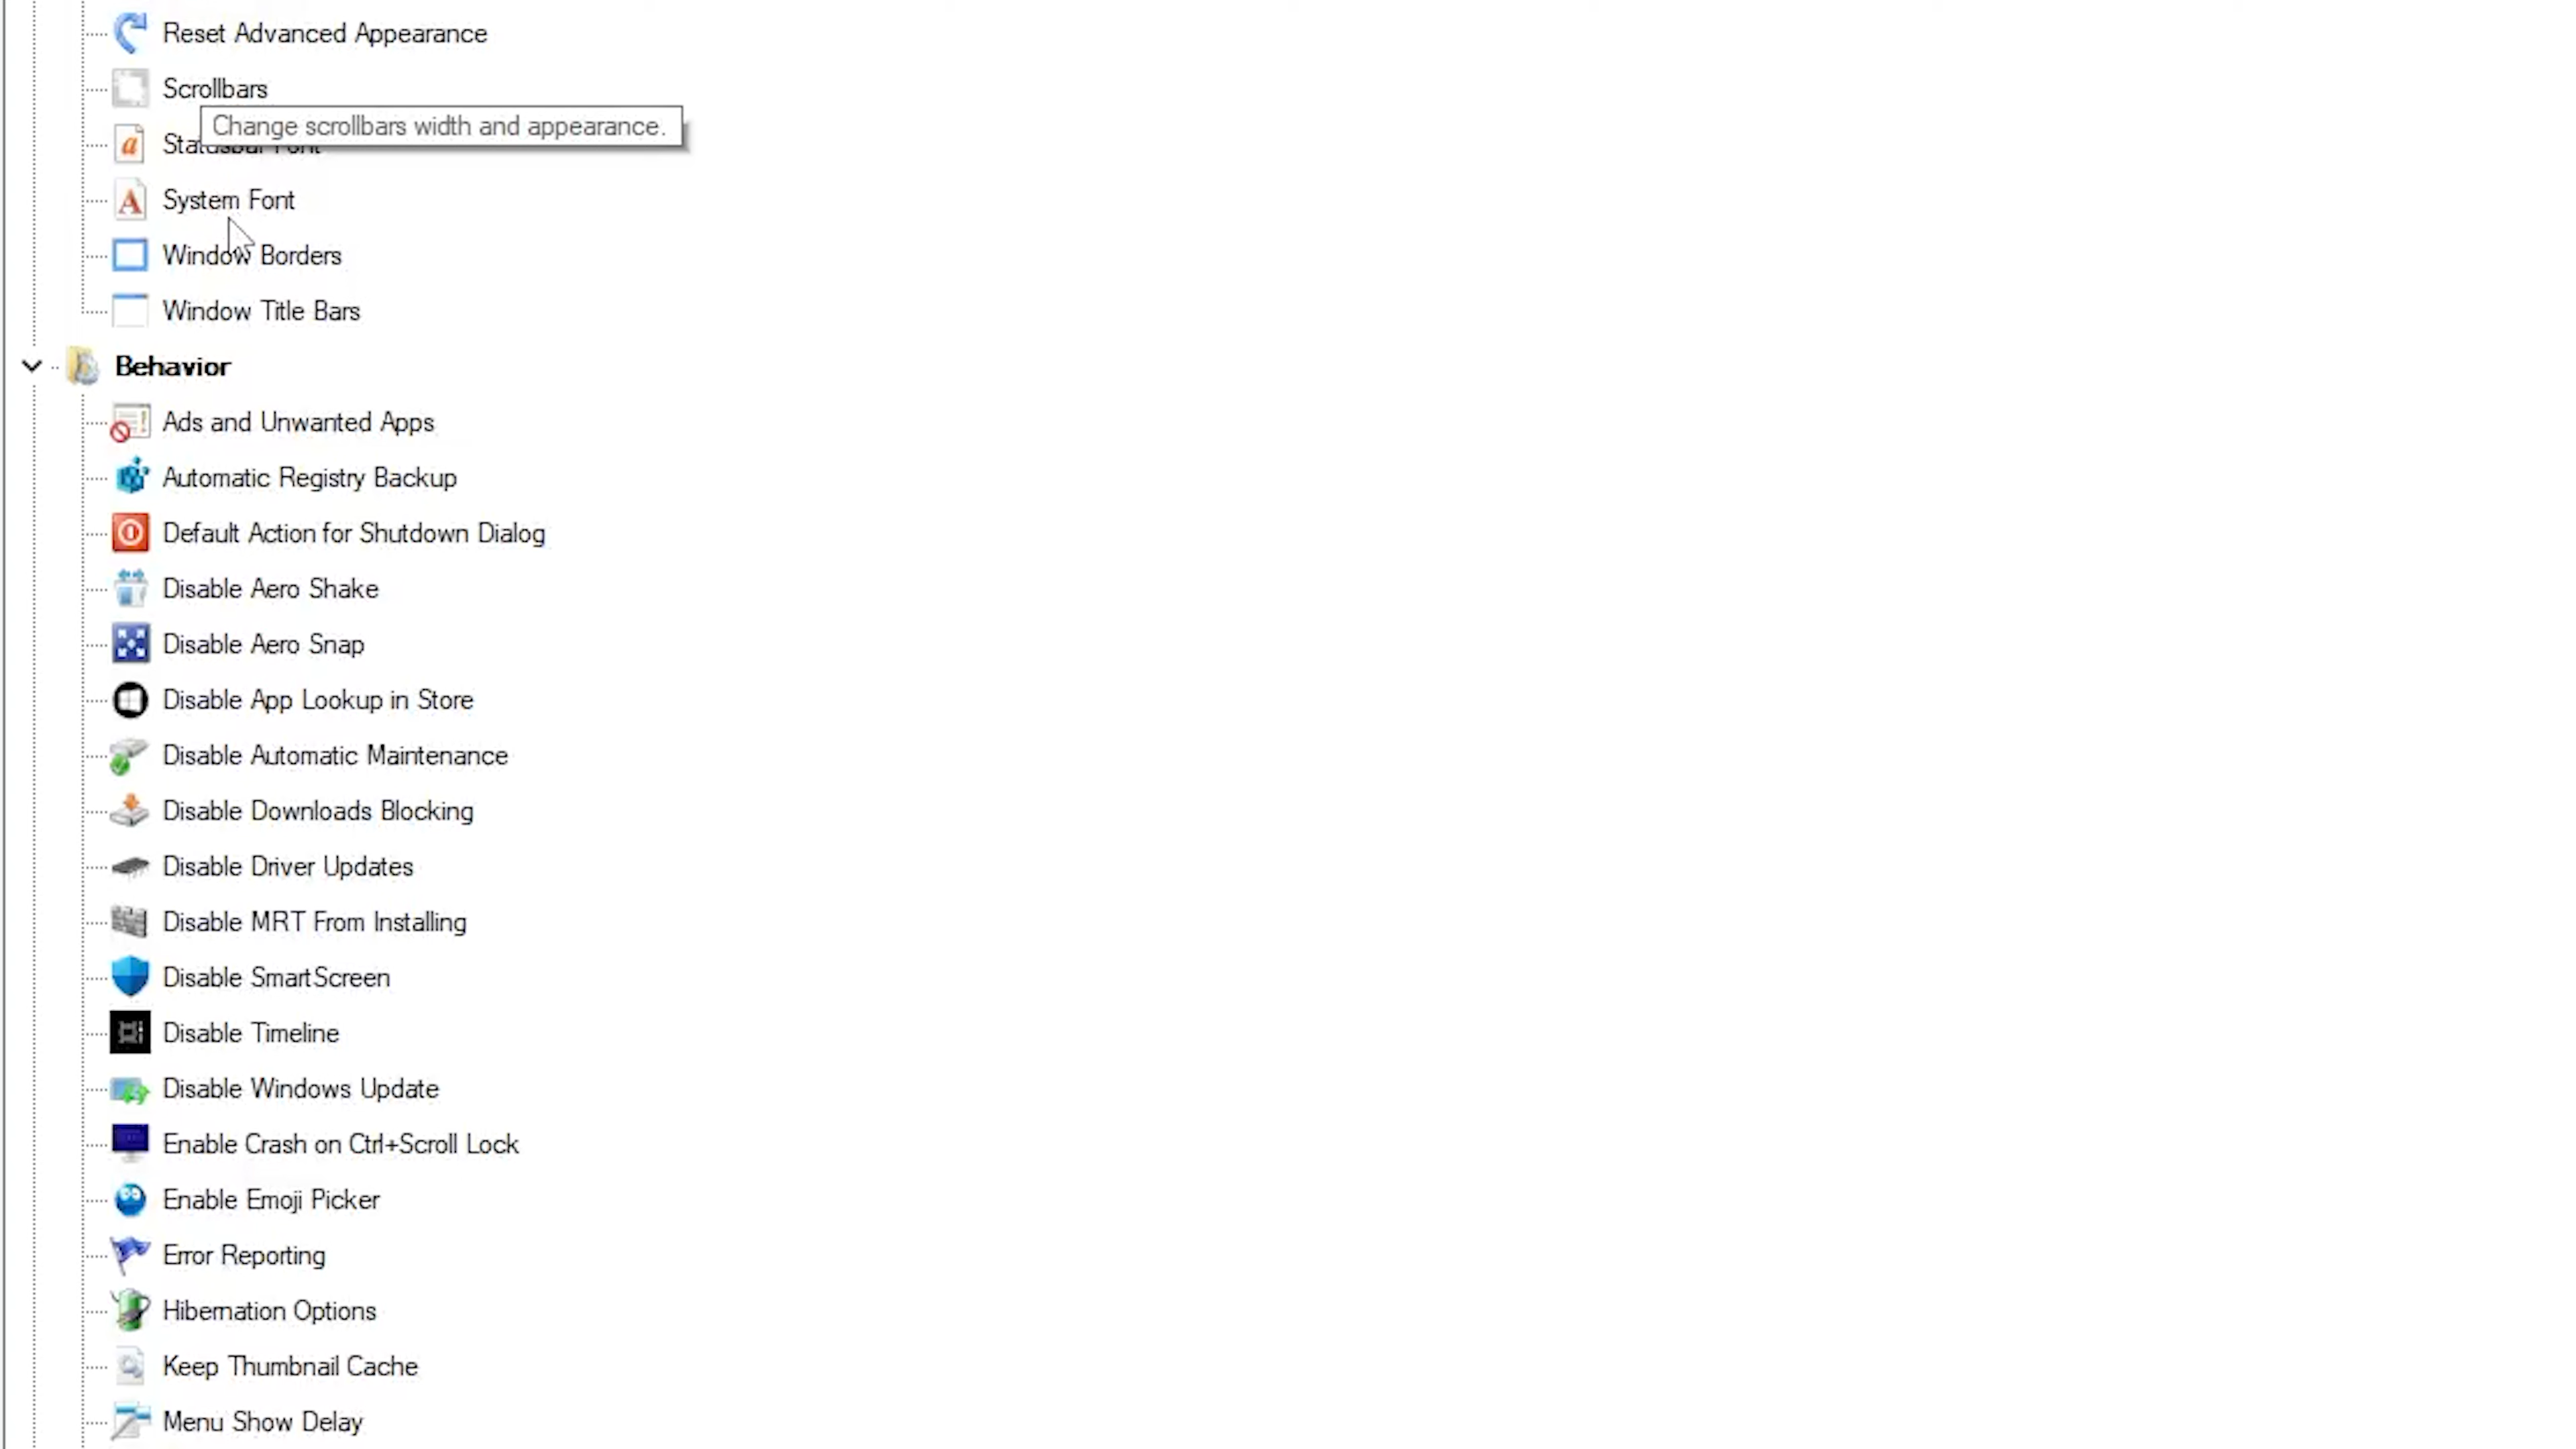 Reset Advanced Appearance
Scrollbars
Change scrollbars width and appearance.
Statusbar Font
System Font
Window Borders
Window Title Bars
Behavior
Ads and Unwanted Apps
Automatic Registry Backup
Default Action for Shutdown Dialog
Disable Aero Shake
Disable Aero Snap
Disable App Lookup in Store
Disable Automatic Maintenance
Disable Downloads Blocking
Disable Driver Updates
Disable MRT From Installing
Disable SmartScreen
Disable Timeline
Disable Windows Update
Enable Crash on Ctrl+Scroll Lock
Enable Emoji Picker
Error Reporting
Hibernation Options
Keep Thumbnail Cache
Menu Show Delay